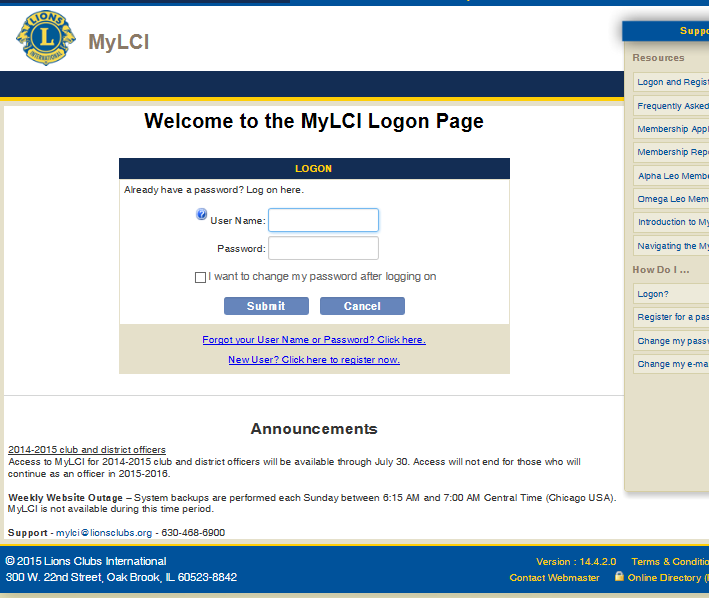 LIONS
L
INTERNATIONAL
MyLCI
Welcome to the MyLCI Logon Page
LOGON
Already have a password? Log on here.
? User Name:
Password:
I want to change my password after logging on
Submit Cancel
Forgot your User Name or Password? Click here.
New User? Click here to register now.
Announcements
2014-2015 club and district officers
Access to MyLCI for 2014-2015 club and district officers will be available through July 30. Access will not end for those who will
continue as an officer in 2015-2016.
Weekly Website Outage – System backups are performed each Sunday between 6:15 AM and 7:00 AM Central Time (Chicago USA).
MyLCI is not available during this time period.
Support - mylci@lionsclubs.org - 630-468-6900
Suppo
Resources
Logon and Regist
Frequently Asked
Membership Appl
Membership Repo
Alpha Leo Membe
Omega Leo Mem
Introduction to My
Navigating the My
How Do I ...
Logon?
Register for a pas
Change my passw
Change my e-ma
© 2015 Lions Clubs International
300 W. 22nd Street, Oak Brook, IL 60523-8842
Version : 14.4.2.0 Terms & Conditio
Contact Webmaster Online Directory (